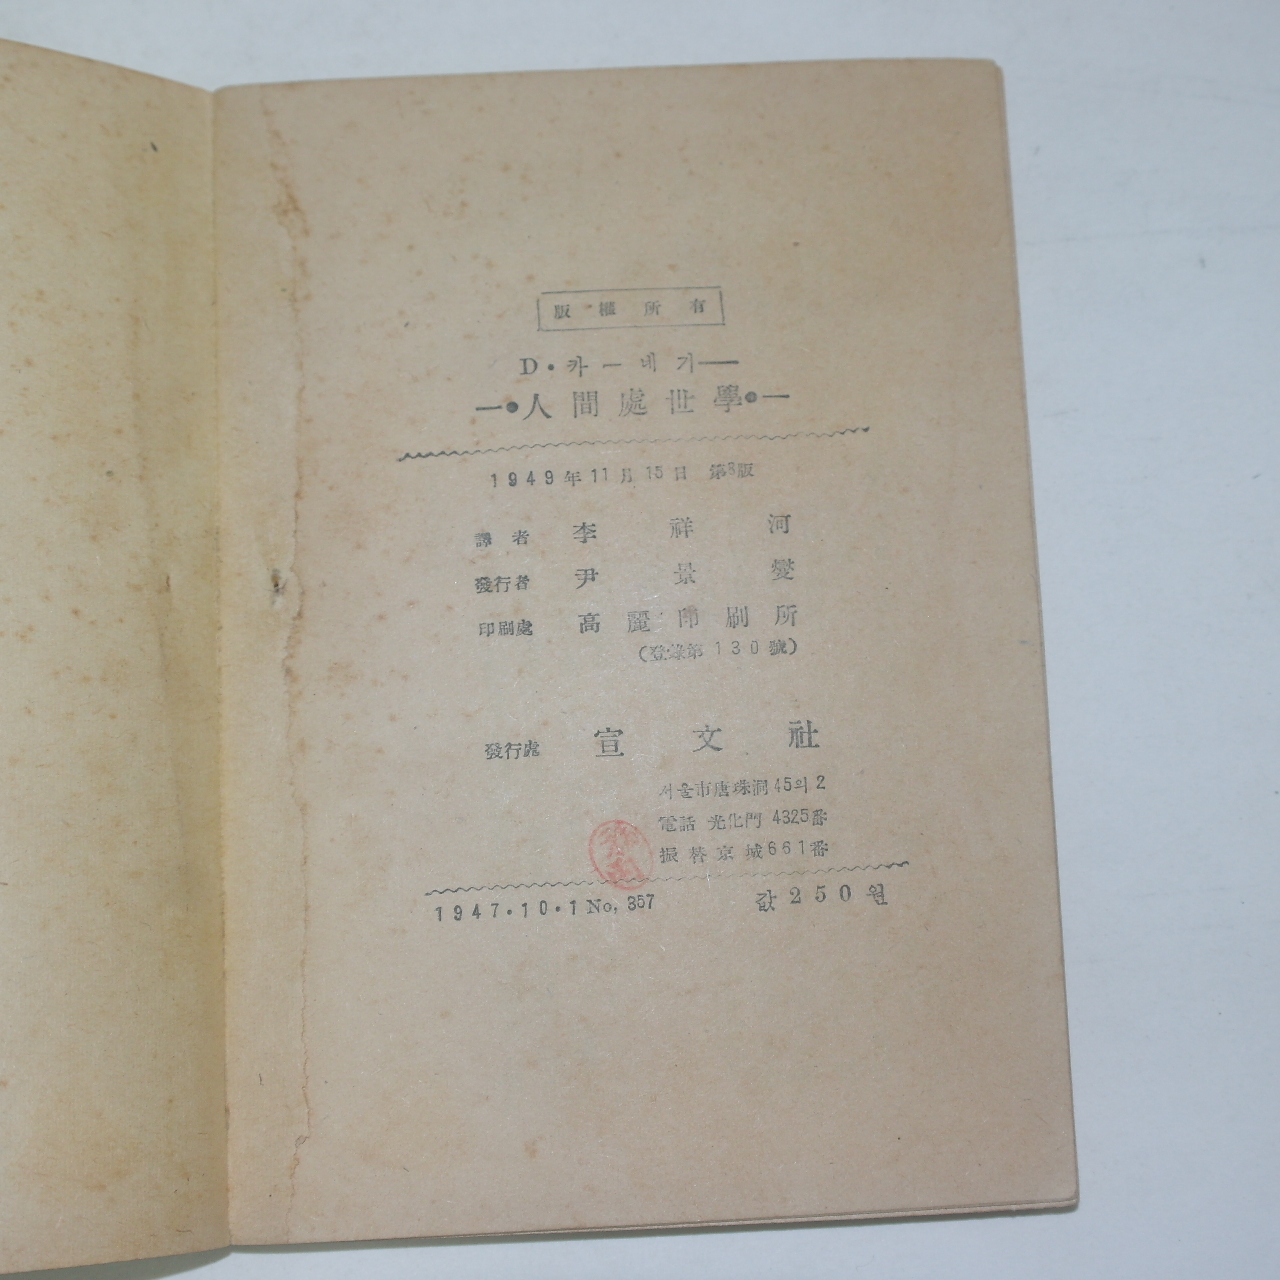 版權所有
D·카ー네기──
─●人間處世學●─
1949年11月15日 第8版
譯者 李祥河
發行者 尹景燮
印刷處 高麗印刷所
(登錄第130號)
發行處 宣文社
서울市唐珠洞45의2
電話 光化門 4325番
振替京城661番
1947·10·1 No, 357 값250원